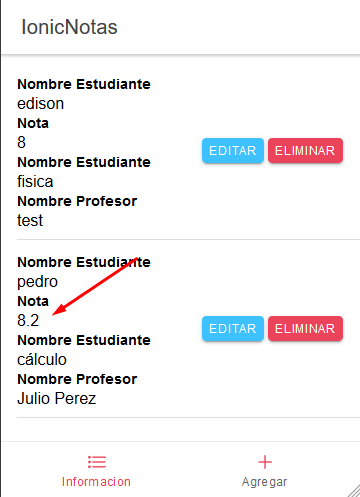 IonicNotas
Nombre Estudiante
edison
Nota
8
Nombre Estudiante
fisica
Nombre Profesor
test
EDITAR
ELIMINAR
Nombre Estudiante
pedro
Nota
8.2
Nombre Estudiante
cálculo
Nombre Profesor
Julio Perez
EDITAR
ELIMINAR
Informacion
Agregar